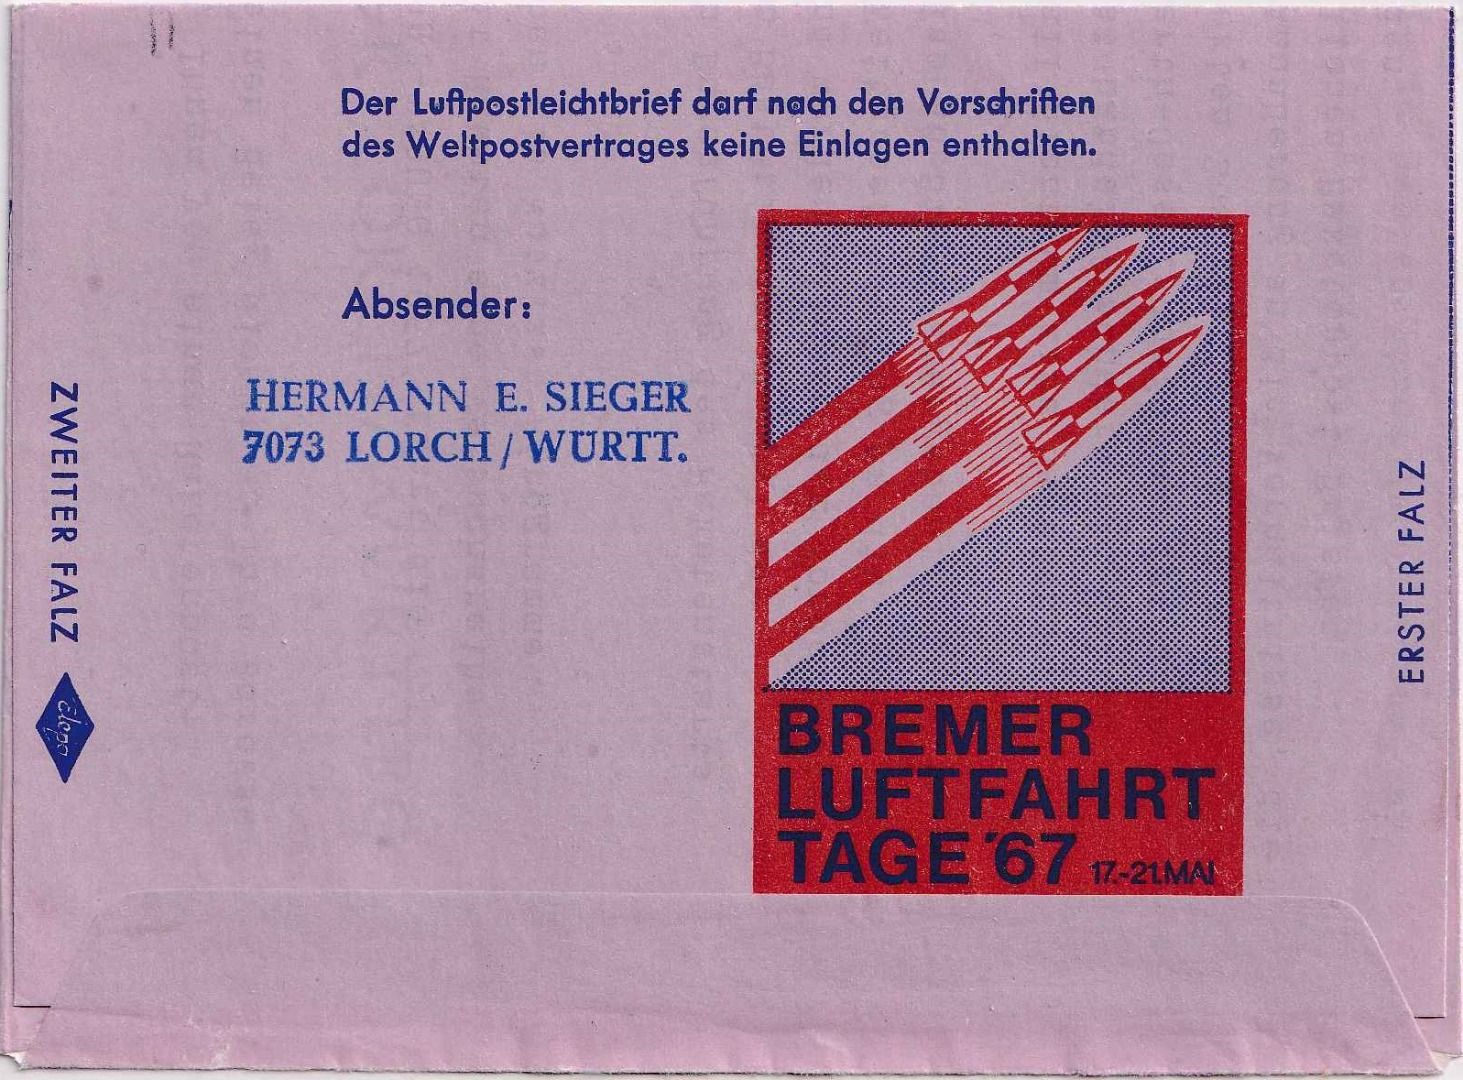 Der Luftpostleichtbrief darf nach den Vorschriften
des Weltpostvertrages keine Einlagen enthalten.
Absender:
HERMANN E. SIEGER
7073 LORCH / WÜRTT.
ZWEITER FALZ
elepo
ERSTER FALZ
BREMER
LUFTFAHRT
TAGE '67 17.-21.MAI